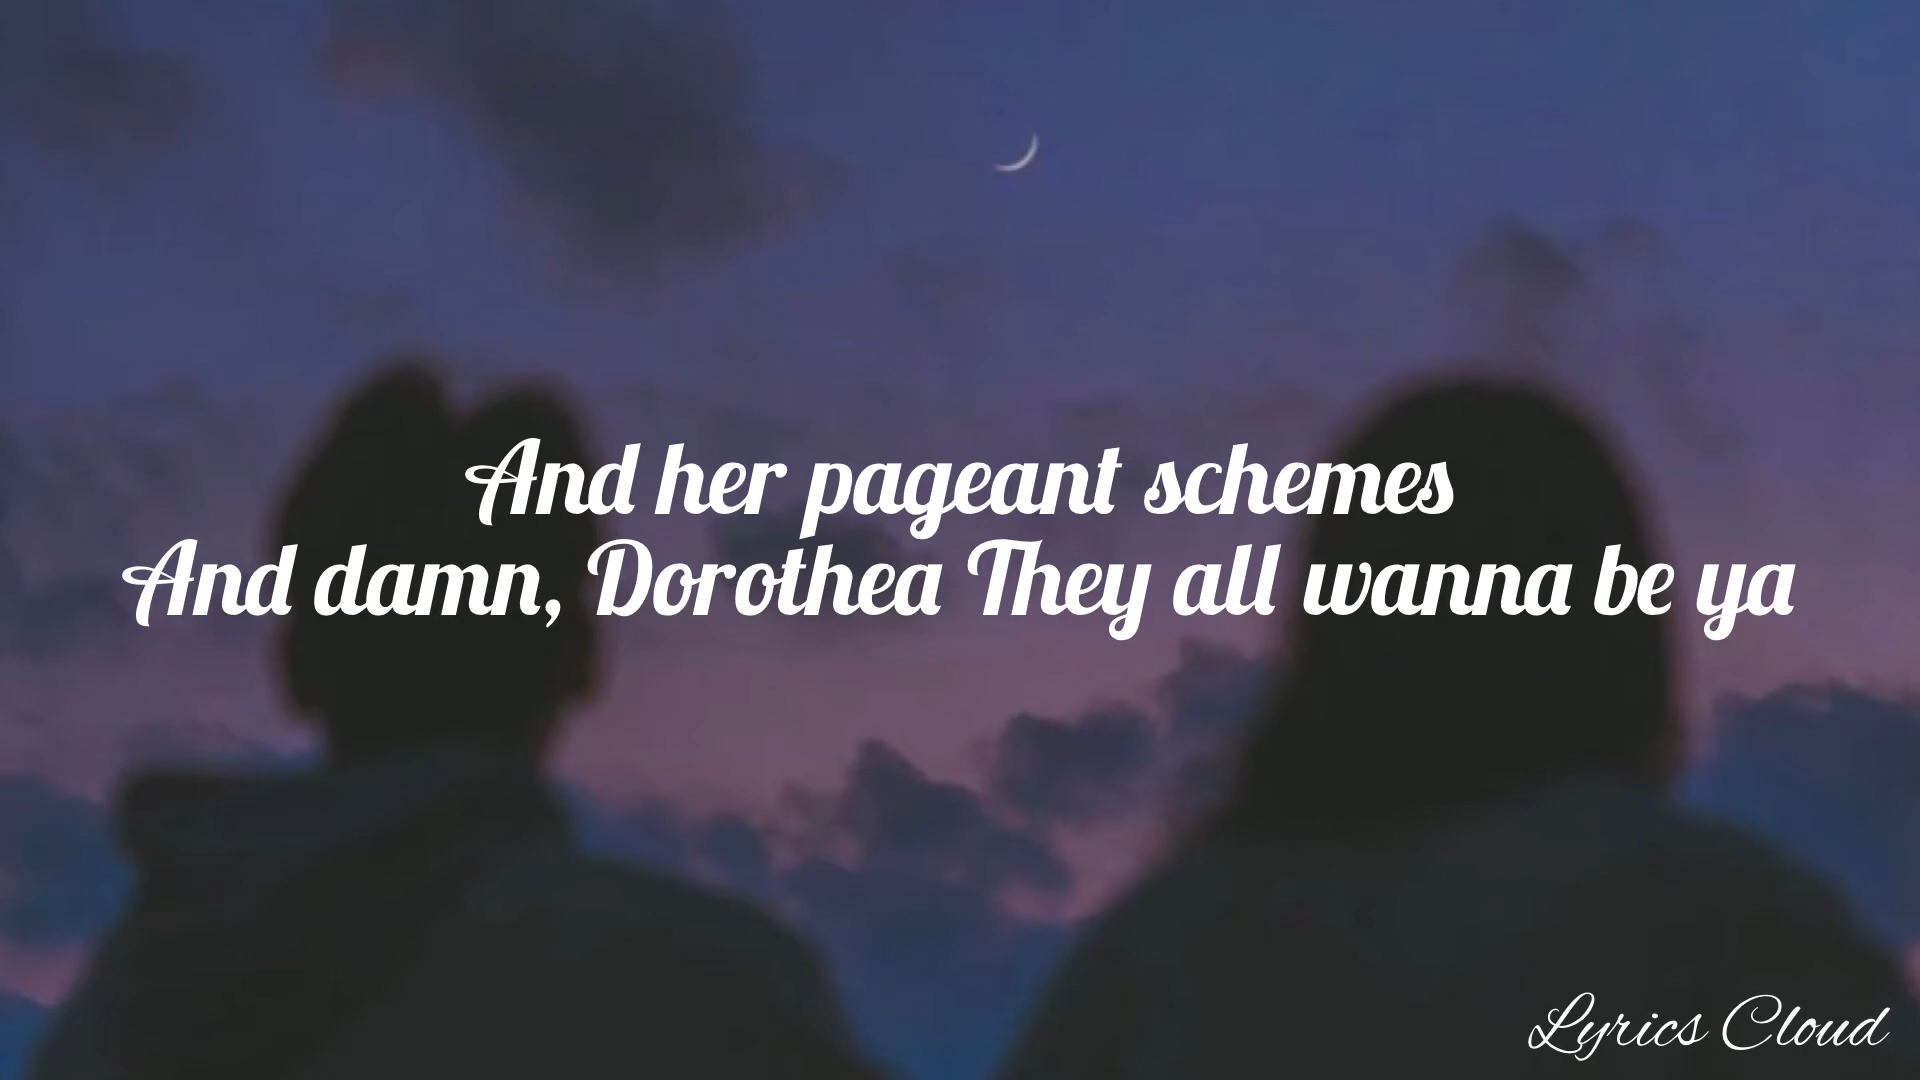 And her pageant schemes
And damn, Dorothea They all wanna be ya
Lyrics Cloud